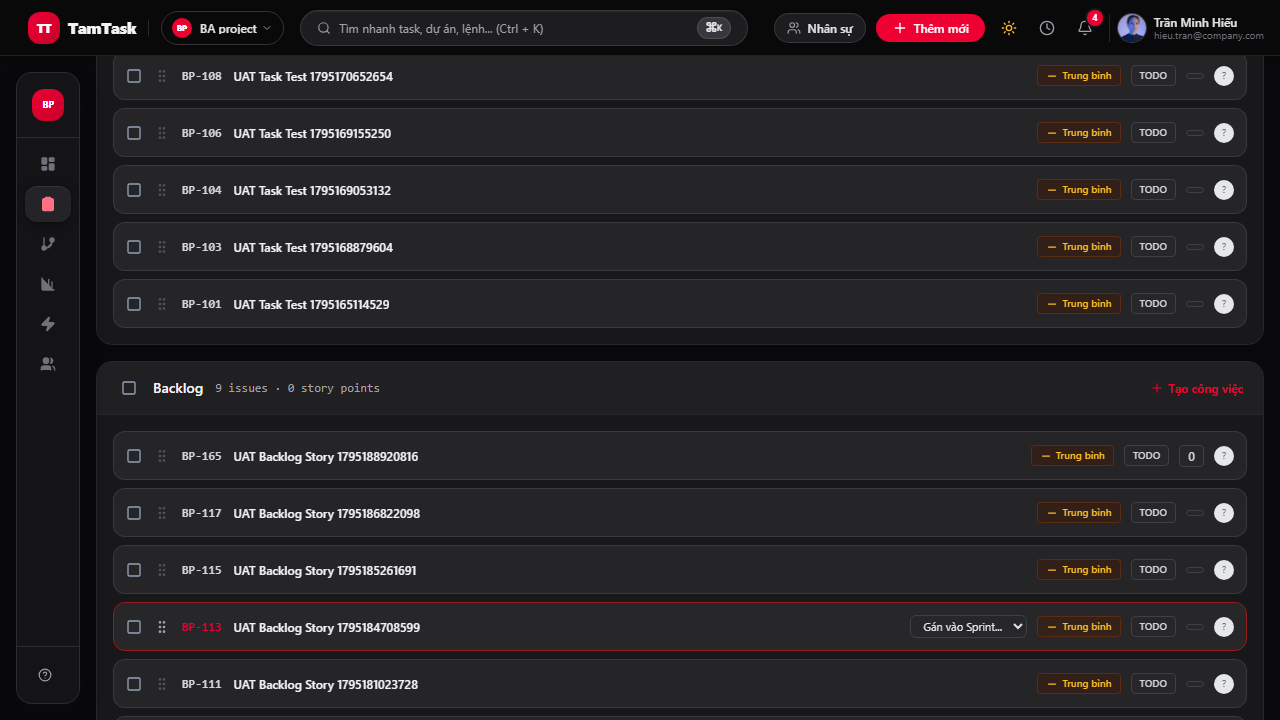 TT TamTask BP BA project Tìm nhanh task, dự án, lệnh... (Ctrl + K) ⌘K Nhân sự + Thêm mới 4 Trần Minh Hiếu
hieu.tran@company.com
BP
BP-108 UAT Task Test 1795170652654 — Trung bình TODO ?
BP-106 UAT Task Test 1795169155250 — Trung bình TODO ?
BP-104 UAT Task Test 1795169053132 — Trung bình TODO ?
BP-103 UAT Task Test 1795168879604 — Trung bình TODO ?
BP-101 UAT Task Test 1795165114529 — Trung bình TODO ?
Backlog 9 issues · 0 story points + Tạo công việc
BP-165 UAT Backlog Story 1795188920816 — Trung bình TODO 0 ?
BP-117 UAT Backlog Story 1795186822098 — Trung bình TODO ?
BP-115 UAT Backlog Story 1795185261691 — Trung bình TODO ?
BP-113 UAT Backlog Story 1795184708599 Gán vào Sprint... — Trung bình TODO ?
BP-111 UAT Backlog Story 1795181023728 — Trung bình TODO ?